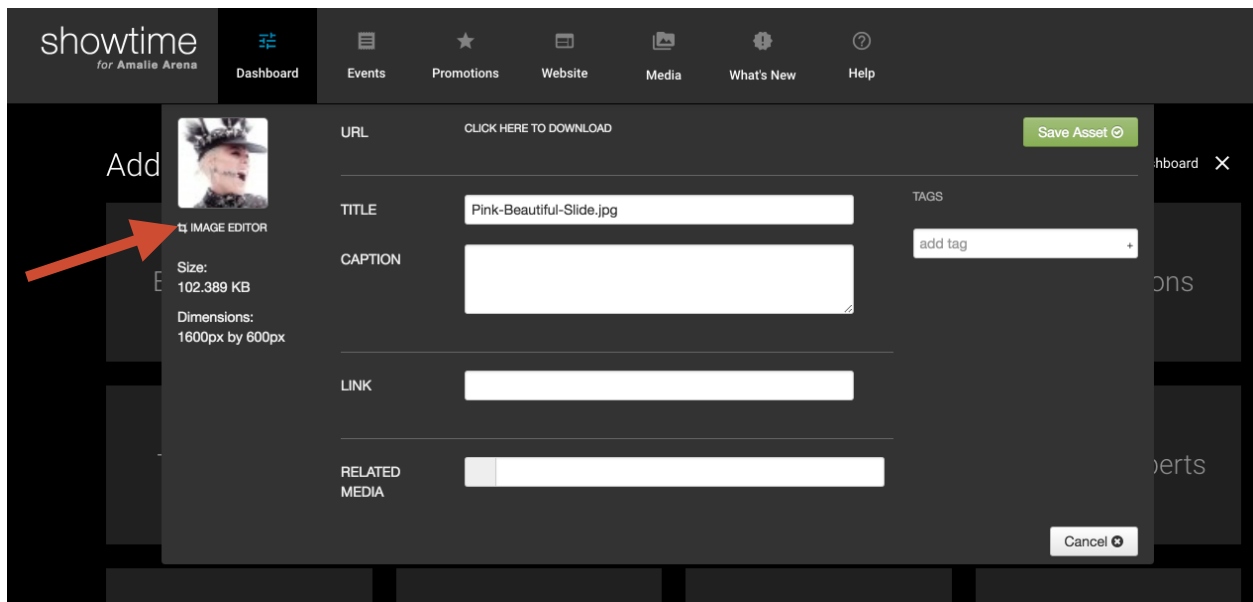 showtime
for Amalie Arena
Dashboard
Events
Promotions
Website
Media
What's New
Help
Add
hboard
URL
CLICK HERE TO DOWNLOAD
Save Asset
IMAGE EDITOR
TITLE
Pink-Beautiful-Slide.jpg
TAGS
add tag
+
CAPTION
Size:
102.389 KB
Dimensions:
1600px by 600px
ons
LINK
RELATED
MEDIA
perts
Cancel